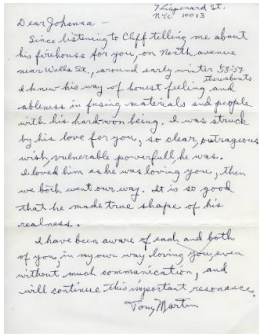 7 Lispenard St.
NYC 10013
Dear Johanna —
Since listening to Cliff telling me about
his firehouse for you, on North avenue
near Wells St., around early winter 53-57.
thereabouts
I knew his way of honest feeling and
ableness in fusing materials and people
with his hard-won being. I was struck
by his love for you, so clear, outrageous
wish, vulnerable powerfull, he was.
I loved him as he was loving you, then
we both went our way. It is so good
that he made true shape of his
realness.
I have been aware of each and both
of you, in my own way loving you, even
without much communication, and
will continue this important resonance.
Tony Martin